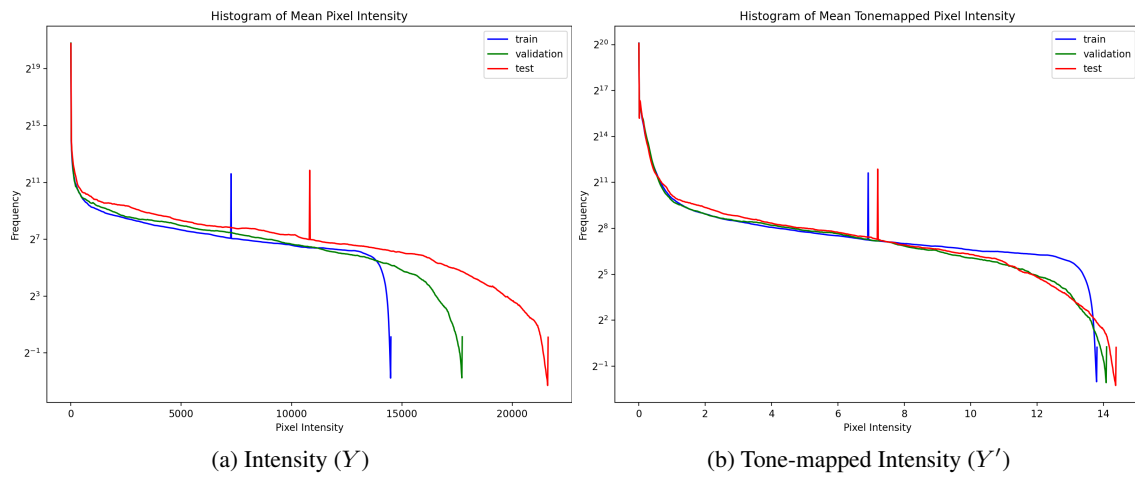 Histogram of Mean Pixel Intensity
train
validation
test
2^19
2^15
2^11
2^7
2^3
2^−1
Frequency
0
5000
10000
15000
20000
Pixel Intensity
(a) Intensity (Y)
Histogram of Mean Tonemapped Pixel Intensity
train
validation
test
2^20
2^17
2^14
2^11
2^8
2^5
2^2
2^−1
Frequency
0
2
4
6
8
10
12
14
Pixel Intensity
(b) Tone-mapped Intensity (Y′)